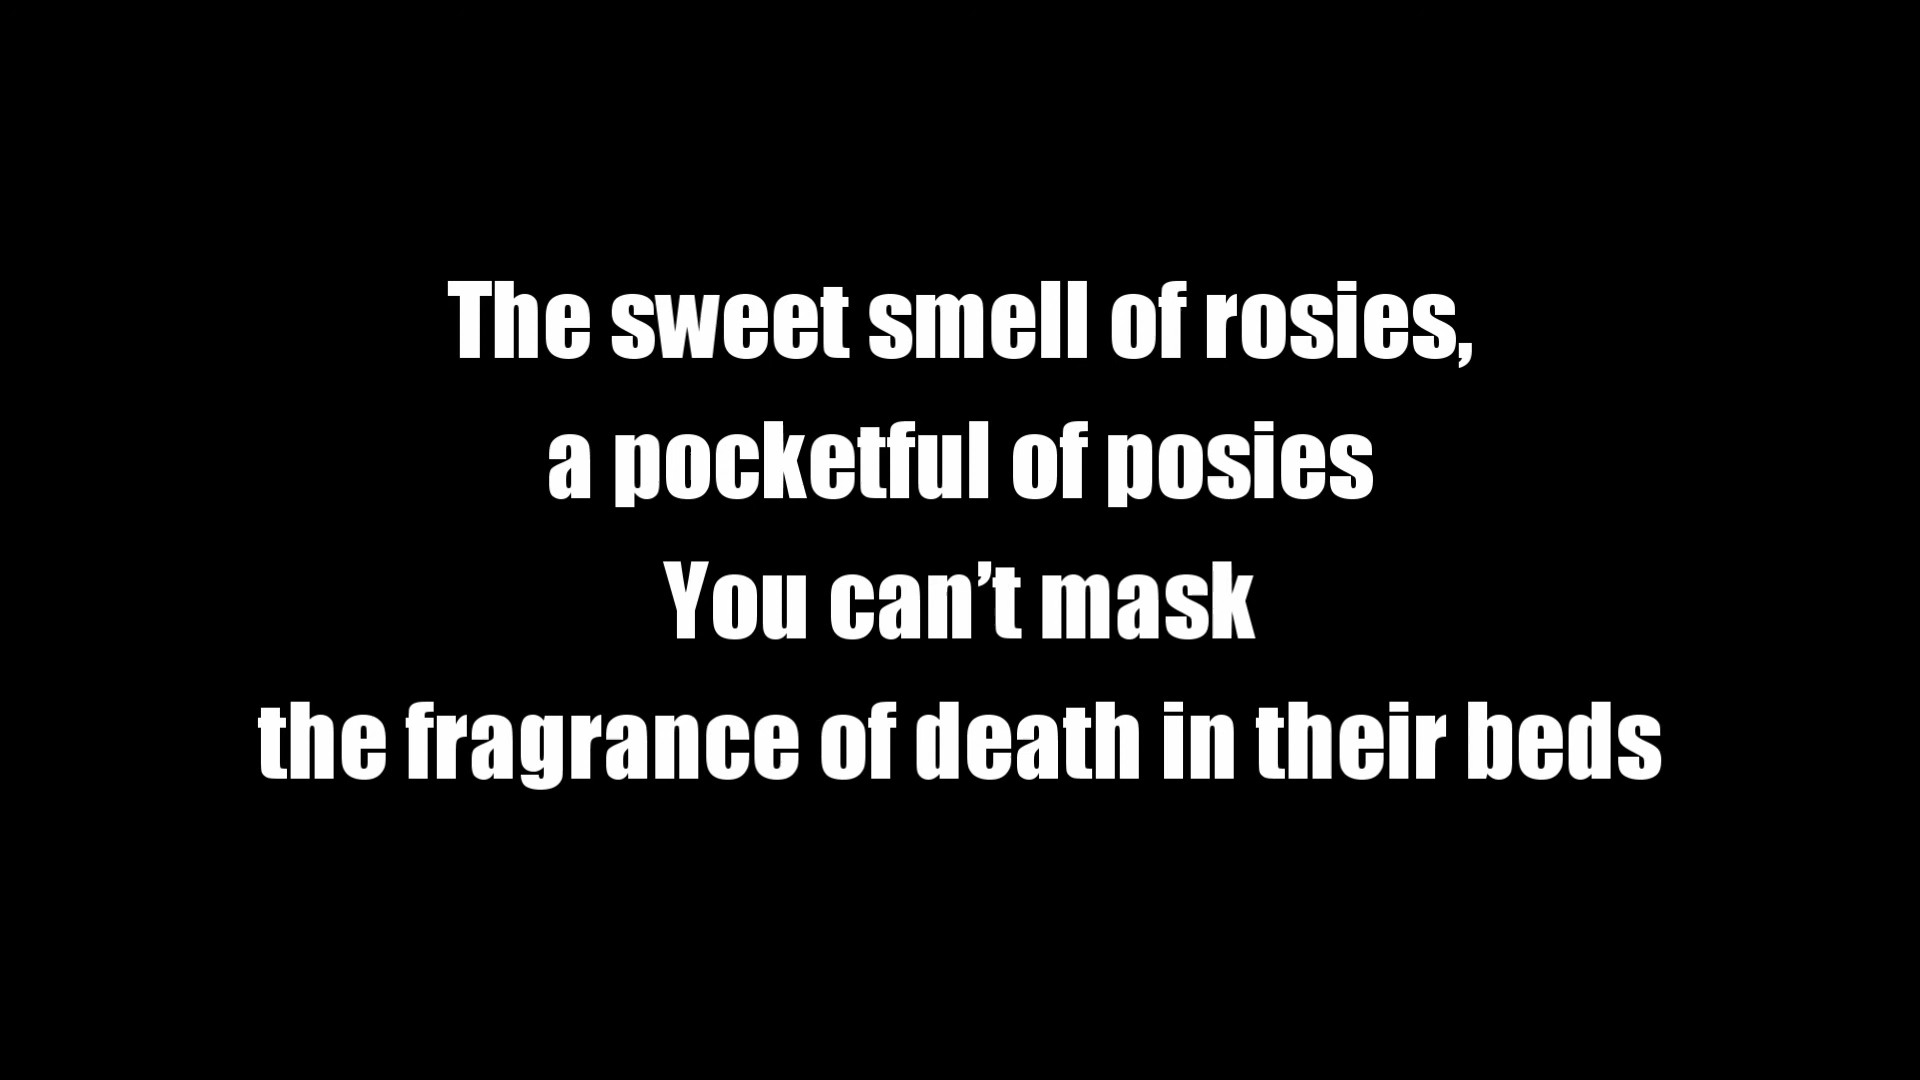 The sweet smell of rosies,
a pocketful of posies
You can’t mask
the fragrance of death in their beds